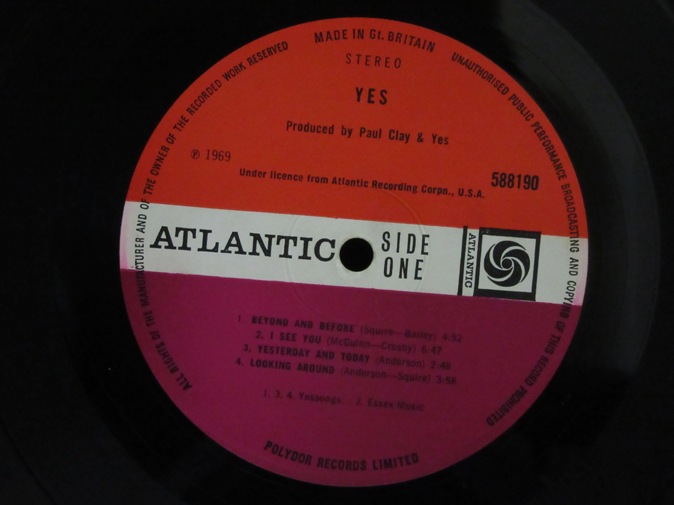 MADE IN Gt. BRITAIN
UNAUTHORISED PUBLIC PERFORMANCE BROADCASTING AND COPYING OF THIS RECORD PROHIBITED
ALL RIGHTS OF THE MANUFACTURER AND OF THE OWNER OF THE RECORDED WORK RESERVED
STEREO
YES
Produced by Paul Clay & Yes
℗ 1969
588190
Under licence from Atlantic Recording Corpn., U.S.A.
ATLANTIC
SIDE
ONE
ATLANTIC
1. BEYOND AND BEFORE (Squire—Bailey) 4:52
2. I SEE YOU (McGuinn—Crosby) 6:47
3. YESTERDAY AND TODAY (Anderson) 2:48
4. LOOKING AROUND (Anderson—Squire) 3:56
1. 3. 4. Yessongs. 2. Essex Music
POLYDOR RECORDS LIMITED